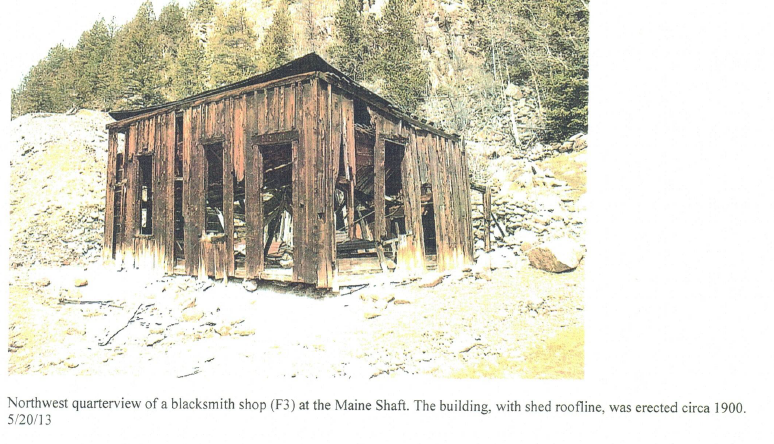 Northwest quarterview of a blacksmith shop (F3) at the Maine Shaft. The building, with shed roofline, was erected circa 1900.
5/20/13